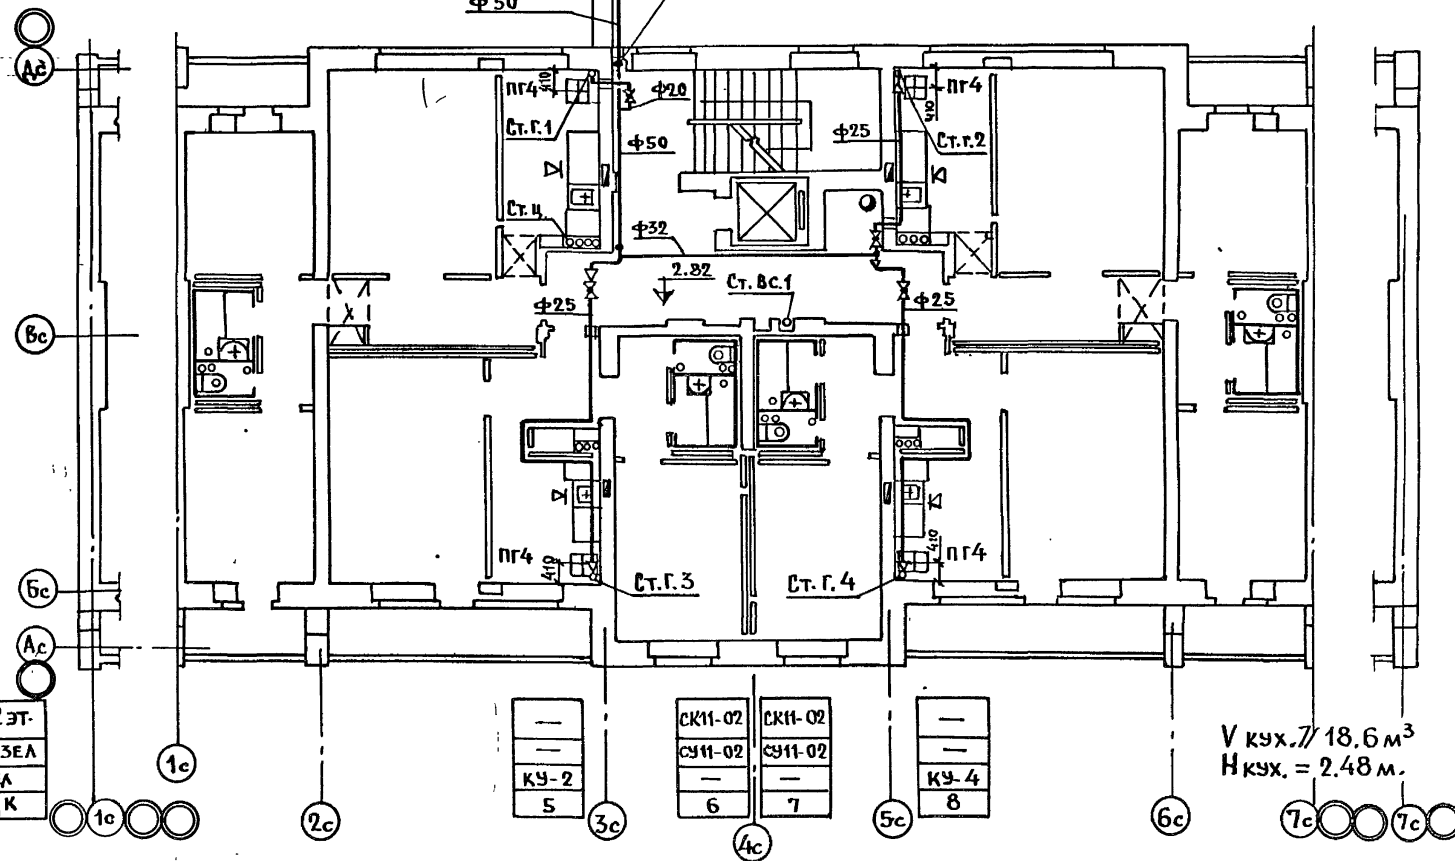 ф50
Дс
410
ПГ4
ф20
ПГ4
410
Ст.Г.1
ф50
ф25
Ст.Г.2
Ст.Ц
ф32
2.82
Ст.ВС.1
ф25
ф25
Вс
ПГ4
410
Ст.Г.3
Ст.Г.4
410
ПГ4
Бс
Ас
ЭТ.
ЗЕЛ
А
К
—
—
КУ-2
5
СК11-02
СУ11-02
—
6
СК11-02
СУ11-02
—
7
—
—
КУ-4
8
V кух. // 18.6 м³
H кух. = 2.48 м.
1с
1с
2с
3с
4с
5с
6с
7с
7с